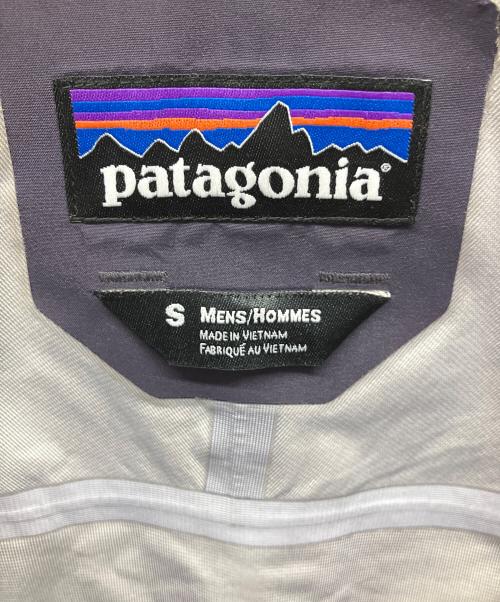 patagonia®
S MENS/HOMMES
MADE IN VIETNAM
FABRIQUÉ AU VIETNAM